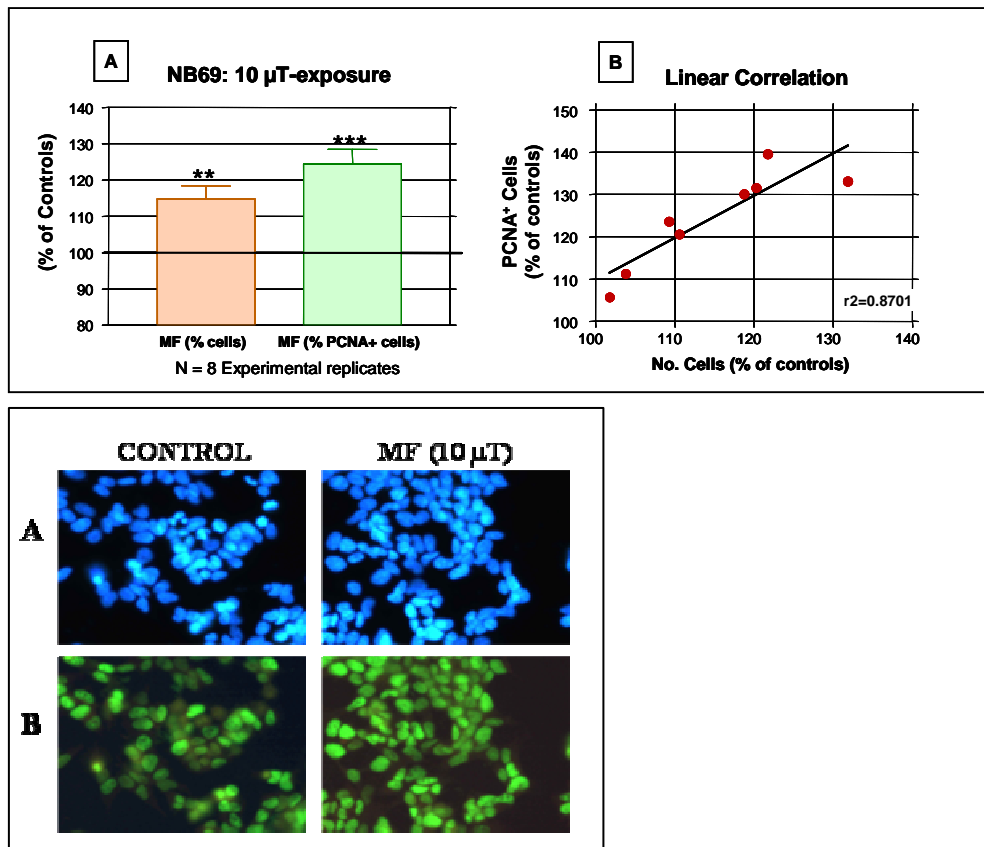 A
NB69: 10 µT-exposure
(% of Controls)
140
130
120
110
100
90
80
**
***
MF (% cells)
MF (% PCNA+ cells)
N = 8 Experimental replicates
B
Linear Correlation
PCNA⁺ Cells
(% of controls)
150
140
130
120
110
100
r2=0.8701
100
110
120
130
140
No. Cells (% of controls)
CONTROL
MF (10 µT)
A
B